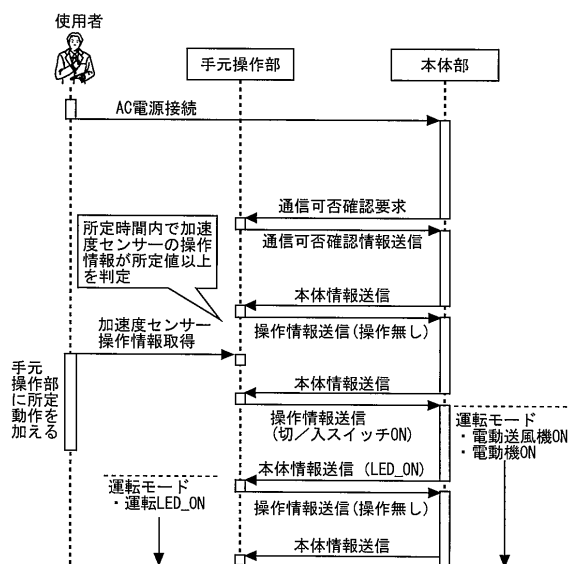 使用者
手元操作部
本体部
AC電源接続
通信可否確認要求
通信可否確認情報送信
所定時間内で加速
度センサーの操作
情報が所定値以上
を判定
本体情報送信
操作情報送信(操作無し)
加速度センサー
操作情報取得
手元
操作部
に所定
動作を
加える
本体情報送信
操作情報送信
(切/入スイッチON)
運転モード
・電動送風機ON
・電動機ON
本体情報送信 (LED_ON)
運転モード
・運転LED_ON
操作情報送信(操作無し)
本体情報送信